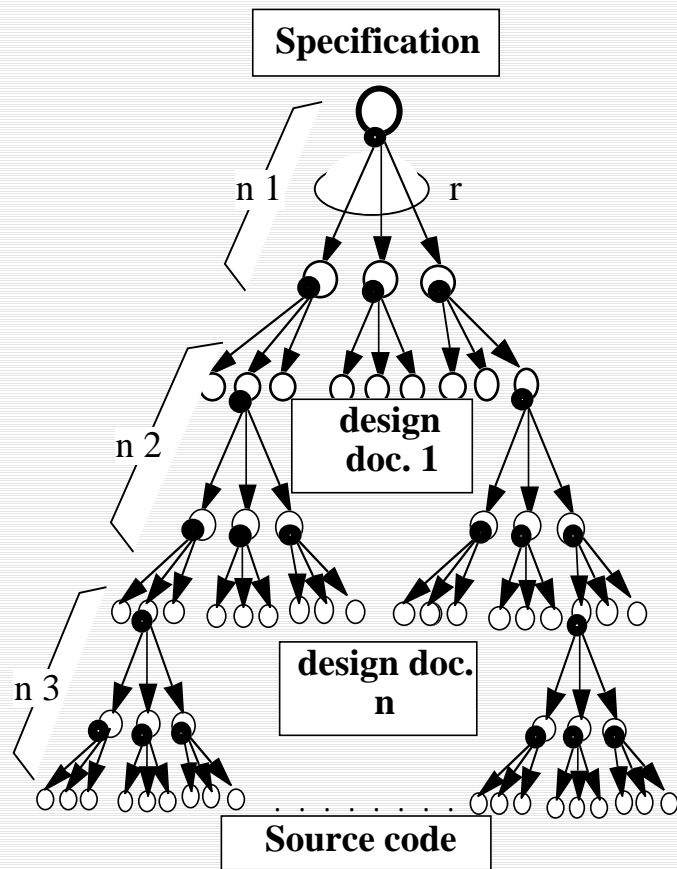 Specification
n 1
r
n 2
design
doc. 1
n 3
design doc.
n
. . . . . . . .
Source code